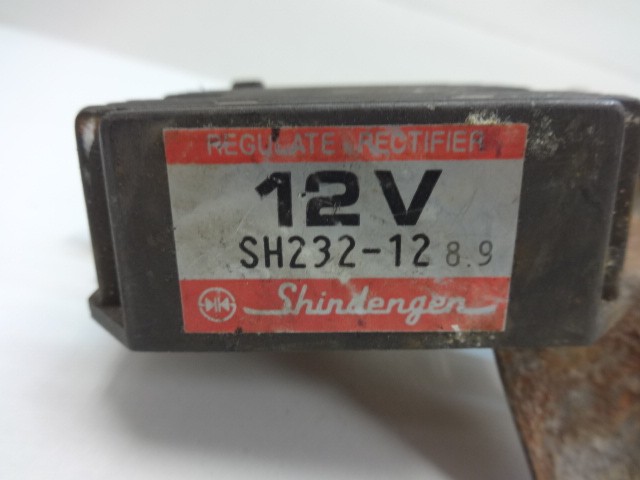 REGULATE RECTIFIER
12V
SH232-12 8.9
Shindengen